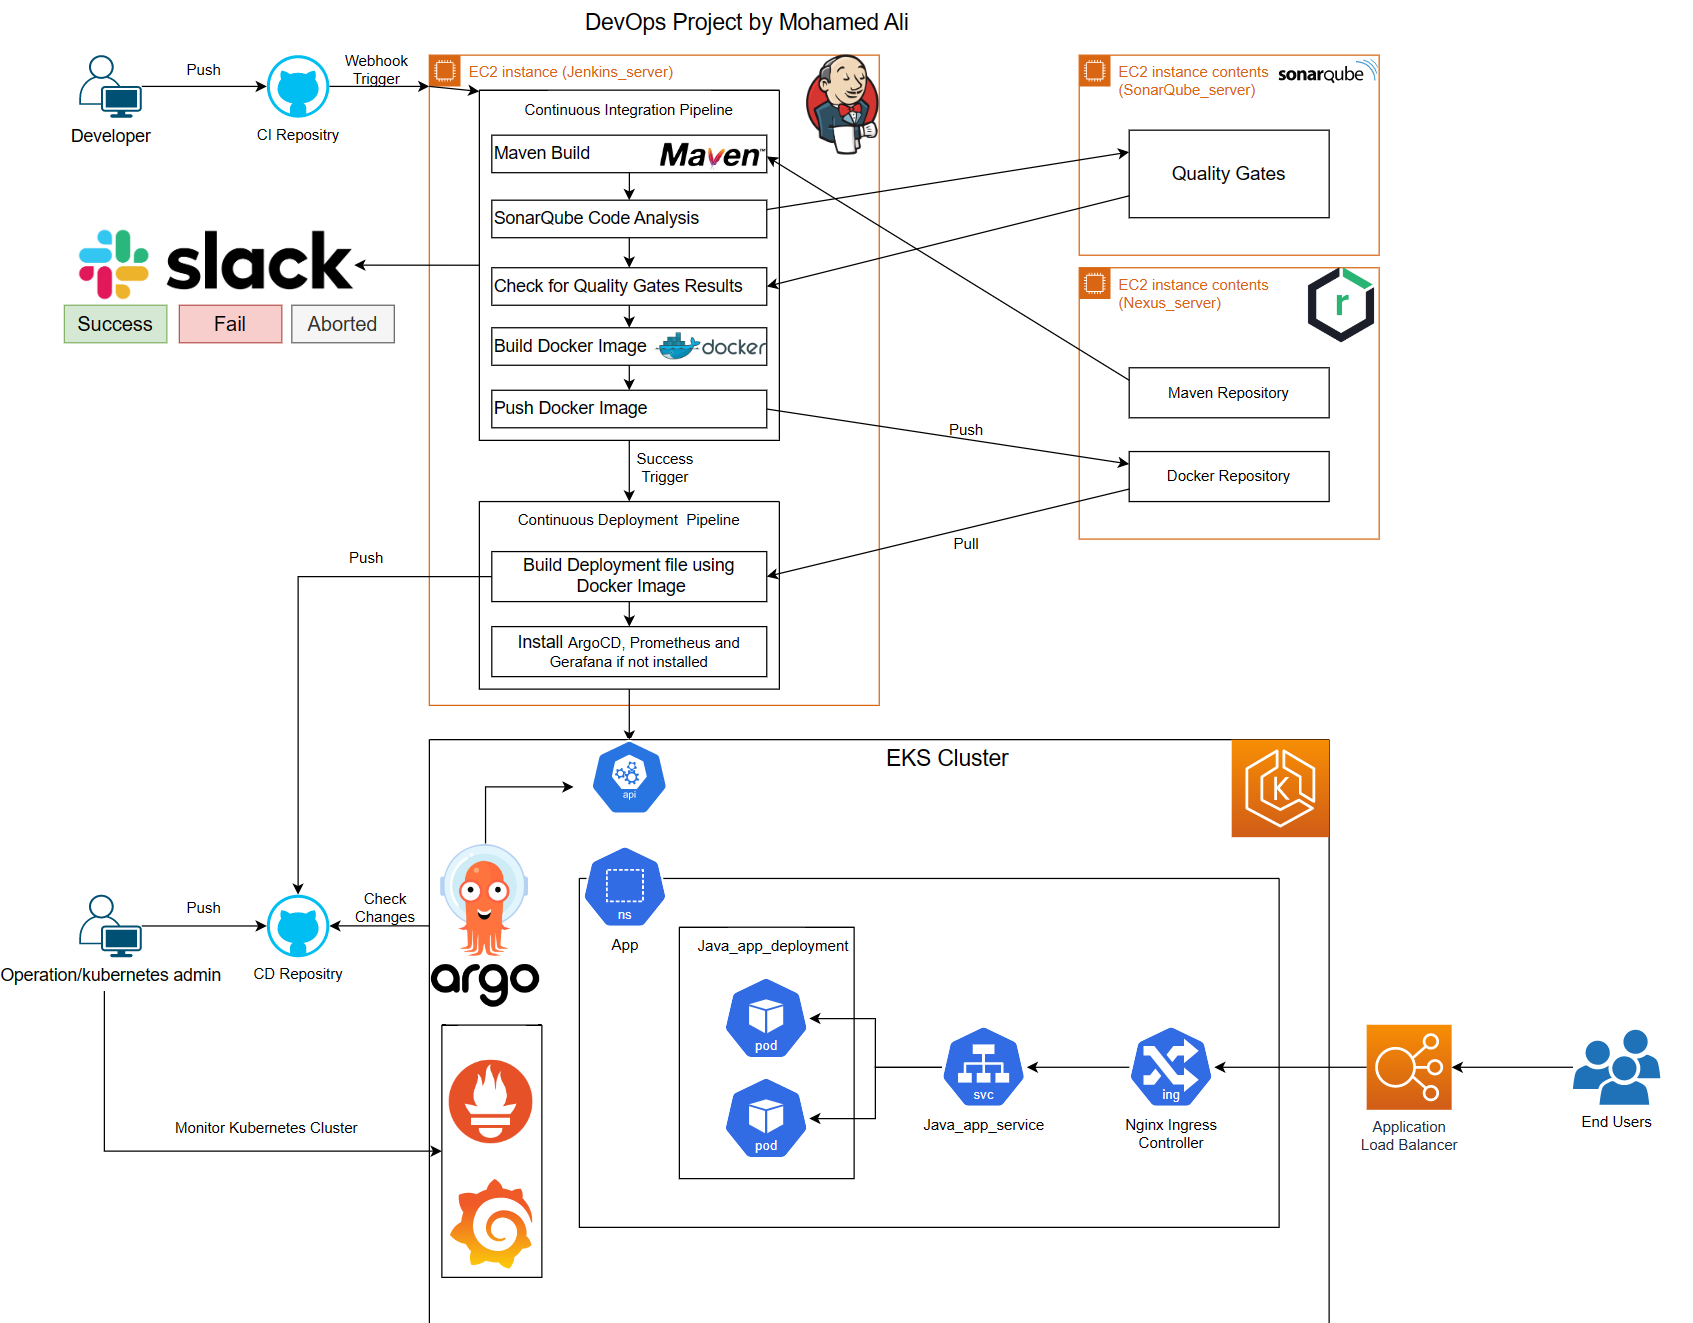 DevOps Project by Mohamed Ali
Push
Developer
CI Repositry
Webhook
Trigger
EC2 instance (Jenkins_server)
Continuous Integration Pipeline
Maven Build
Maven™
SonarQube Code Analysis
Check for Quality Gates Results
Build Docker Image
docker
Push Docker Image
EC2 instance contents
(SonarQube_server)
sonarqube
Quality Gates
slack
Success
Fail
Aborted
EC2 instance contents
(Nexus_server)
r
Maven Repository
Docker Repository
Push
Pull
Success
Trigger
Continuous Deployment Pipeline
Build Deployment file using
Docker Image
Install ArgoCD, Prometheus and
Gerafana if not installed
Push
EKS Cluster
api
K
Push
Operation/kubernetes admin
CD Repositry
Check
Changes
argo
ns
App
Java_app_deployment
pod
pod
svc
Java_app_service
ing
Nginx Ingress
Controller
Application
Load Balancer
End Users
Monitor Kubernetes Cluster